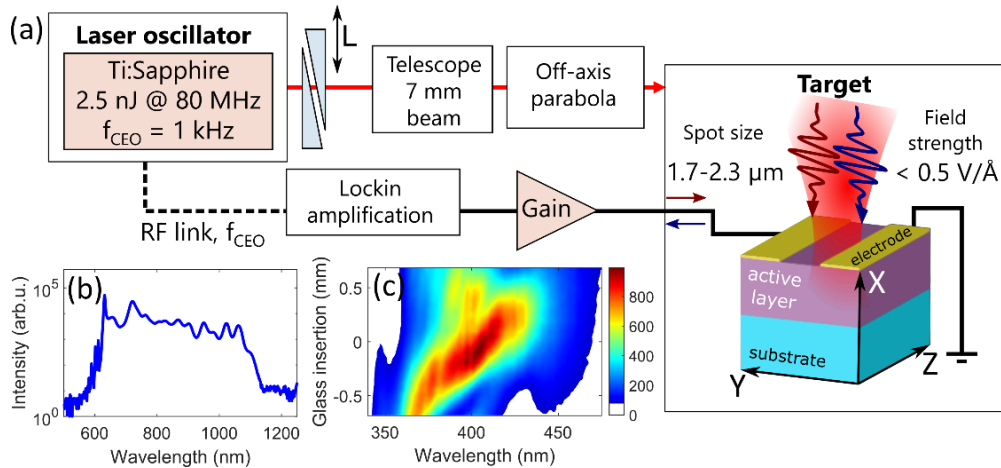 (a)
Laser oscillator
Ti:Sapphire
2.5 nJ @ 80 MHz
f_CEO = 1 kHz
L
Telescope
7 mm
beam
Off-axis
parabola
Target
Spot size
1.7-2.3 µm
Field
strength
< 0.5 V/Å
Lockin
amplification
Gain
RF link, f_CEO
electrode
active
layer
substrate
X
Y
Z
(b)
Intensity (arb.u.)
10^5
10^0
600
800
1000
1200
Wavelength (nm)
(c)
Glass insertion (mm)
0.5
0
-0.5
350
400
450
Wavelength (nm)
800
600
400
200
0